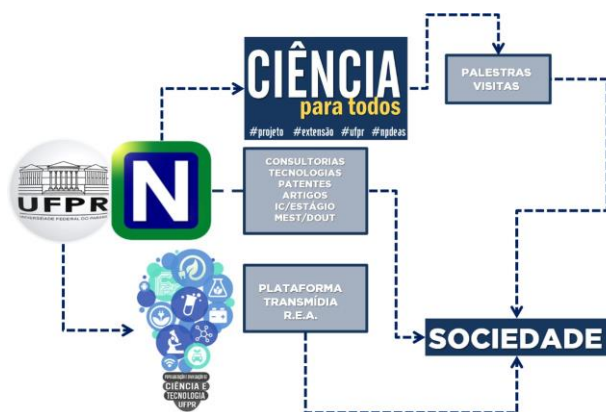 CIÊNCIA
para todos
#projeto #extensão #ufpr #npdeas
PALESTRAS
VISITAS
UFPR
UNIVERSIDADE FEDERAL DO PARANÁ
N
CONSULTORIAS
TECNOLOGIAS
PATENTES
ARTIGOS
IC/ESTÁGIO
MEST/DOUT
PLATAFORMA
TRANSMÍDIA
R.E.A.
SOCIEDADE
CIÊNCIA E
TECNOLOGIA
UFPR